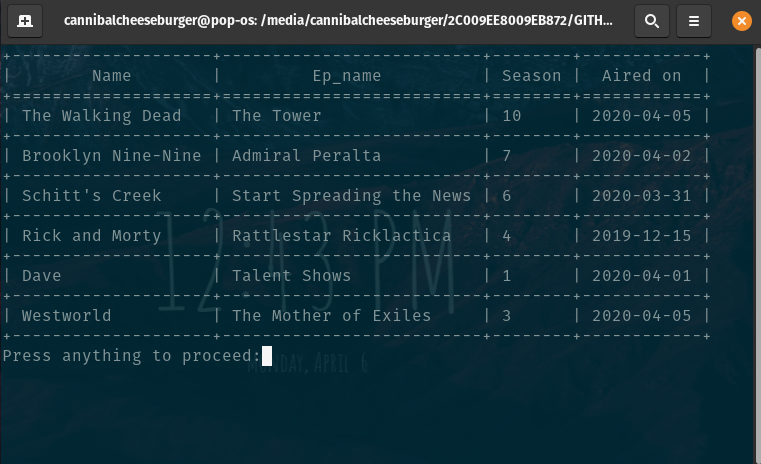 cannibalcheeseburger@pop-os: /media/cannibalcheeseburger/2C009EE8009EB872/GITH...
+---------------------+--------------------------+--------+------------+
|        Name         |         Ep_name          | Season |  Aired on  |
+=====================+==========================+========+============+
| The Walking Dead    | The Tower                | 10     | 2020-04-05 |
+---------------------+--------------------------+--------+------------+
| Brooklyn Nine-Nine  | Admiral Peralta          | 7      | 2020-04-02 |
+---------------------+--------------------------+--------+------------+
| Schitt's Creek      | Start Spreading the News | 6      | 2020-03-31 |
+---------------------+--------------------------+--------+------------+
| Rick and Morty      | Rattlestar Ricklactica   | 4      | 2019-12-15 |
+---------------------+--------------------------+--------+------------+
| Dave                | Talent Shows             | 1      | 2020-04-01 |
+---------------------+--------------------------+--------+------------+
| Westworld           | The Mother of Exiles     | 3      | 2020-04-05 |
+---------------------+--------------------------+--------+------------+
Press anything to proceed:
12:43 PM
MONDAY, APRIL 6